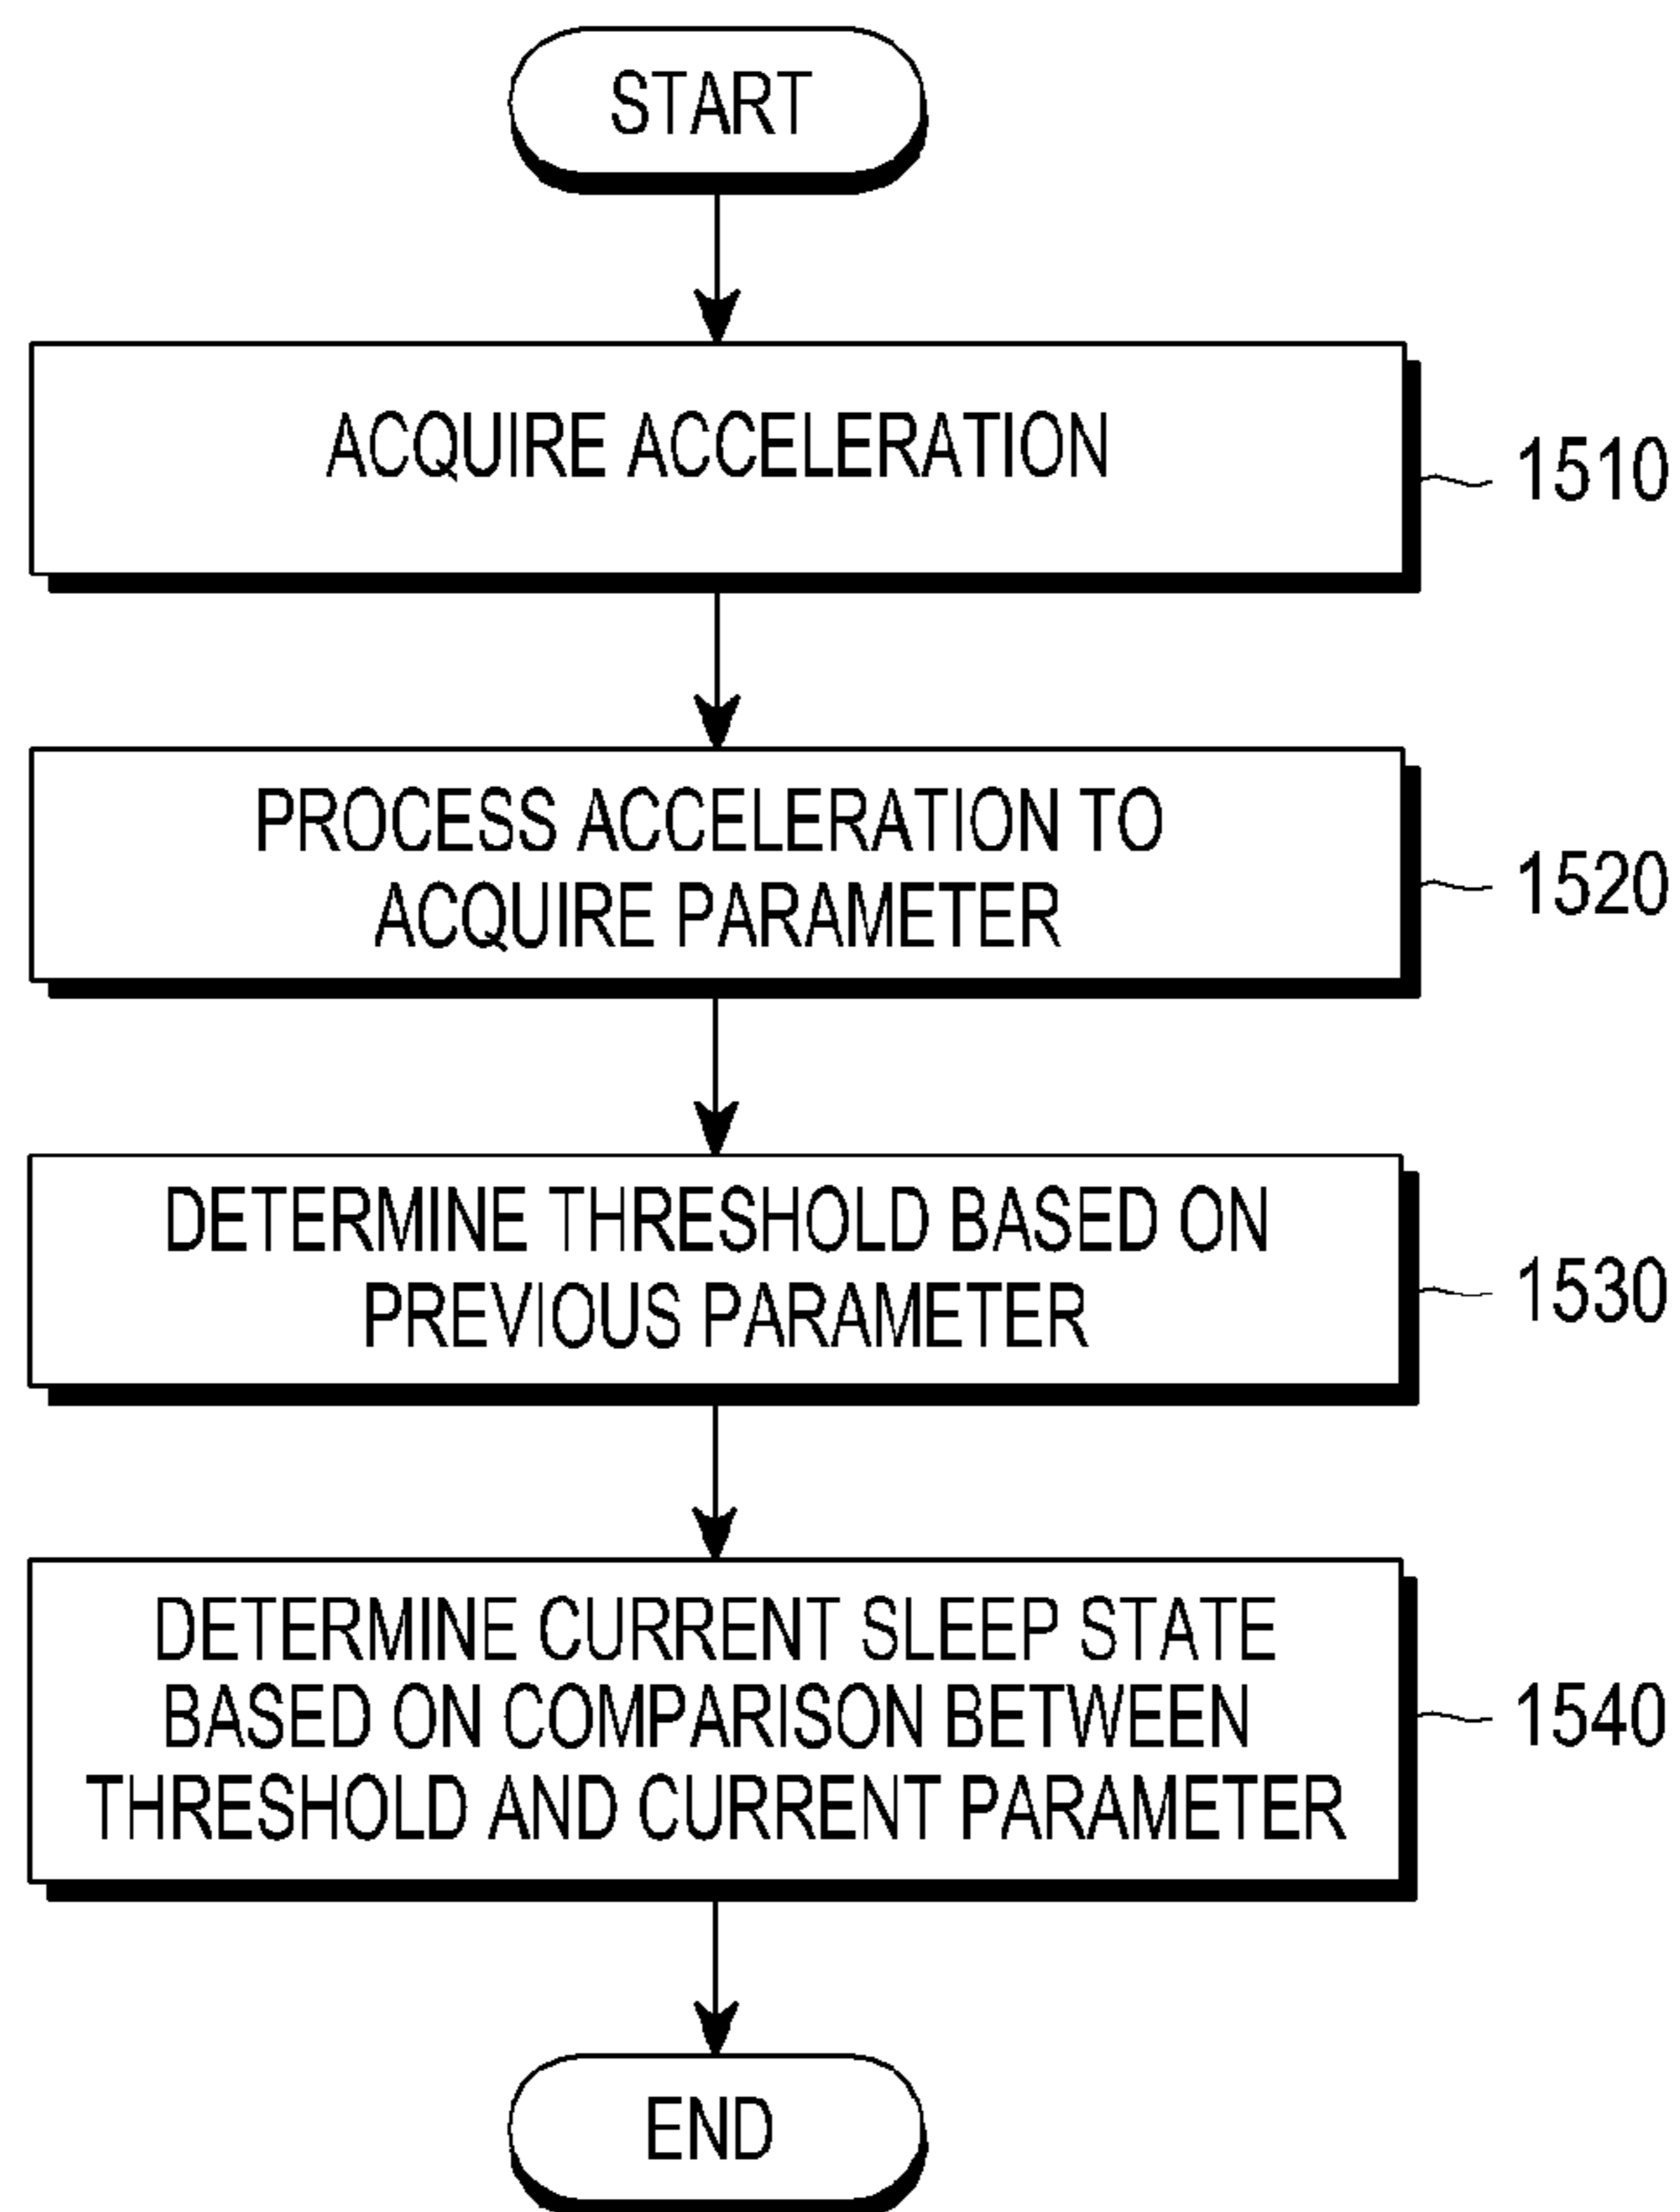 START
ACQUIRE ACCELERATION
1510
PROCESS ACCELERATION TO
ACQUIRE PARAMETER
1520
DETERMINE THRESHOLD BASED ON
PREVIOUS PARAMETER
1530
DETERMINE CURRENT SLEEP STATE
BASED ON COMPARISON BETWEEN
THRESHOLD AND CURRENT PARAMETER
1540
END